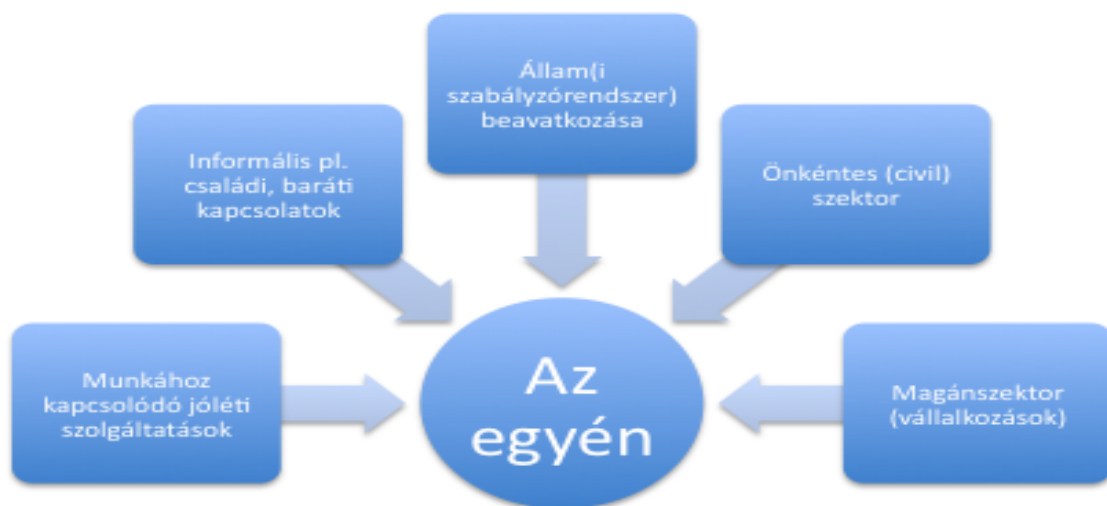 Állam(i
szabályzórendszer)
beavatkozása
Informális pl.
családi, baráti
kapcsolatok
Önkéntes (civil)
szektor
Munkához
kapcsolódó jóléti
szolgáltatások
Az
egyén
Magánszektor
(vállalkozások)